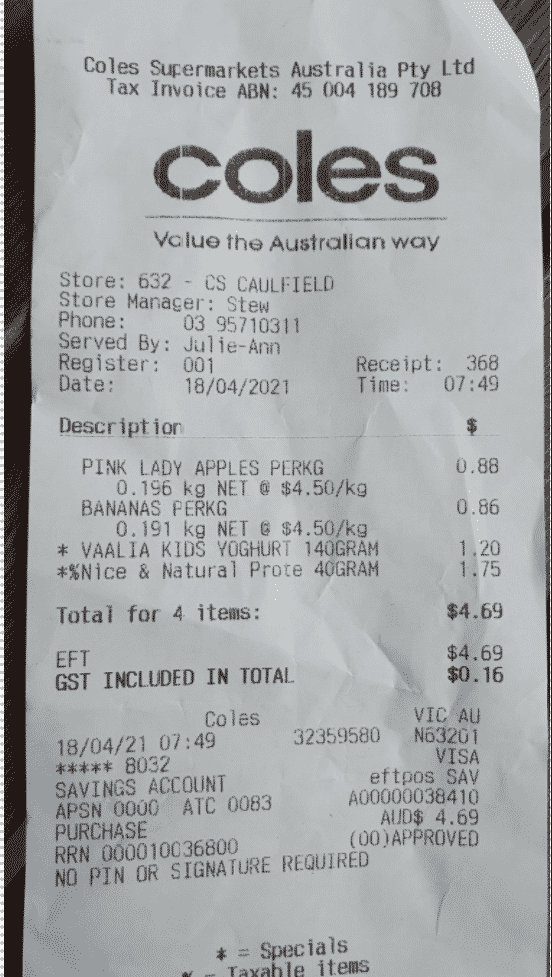 Coles Supermarkets Australia Pty Ltd
Tax Invoice ABN: 45 004 189 708
coles
Value the Australian way
Store: 632 - CS CAULFIELD
Store Manager: Stew
Phone: 03 95710311
Served By: Julie-Ann
Register: 001 Receipt: 368
Date: 18/04/2021 Time: 07:49
Description $
PINK LADY APPLES PERKG 0.88
0.196 kg NET @ $4.50/kg
BANANAS PERKG 0.86
0.191 kg NET @ $4.50/kg
* VAALIA KIDS YOGHURT 140GRAM 1.20
*%Nice & Natural Prote 40GRAM 1.75
Total for 4 items: $4.69
EFT $4.69
GST INCLUDED IN TOTAL $0.16
Coles VIC AU
18/04/21 07:49 32359580 N63201
***** 8032 VISA
SAVINGS ACCOUNT eftpos SAV
APSN 0000 ATC 0083 A00000038410
PURCHASE AUD$ 4.69
RRN 000010036800 (00)APPROVED
NO PIN OR SIGNATURE REQUIRED
* = Specials
% = Taxable items